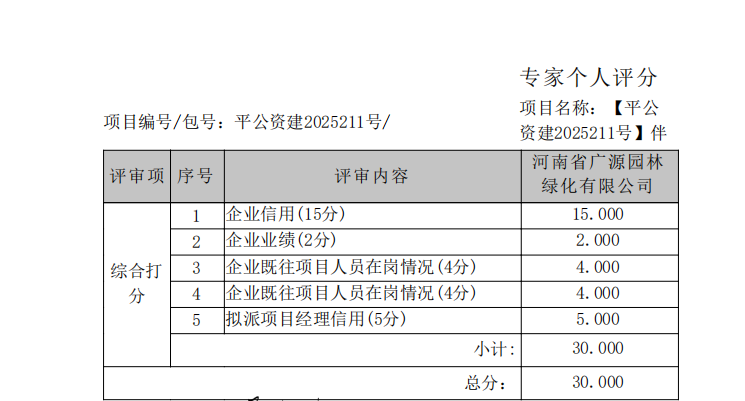 专家个人评分
项目编号/包号：平公资建2025211号/
项目名称：【平公
资建2025211号】伴
评审项 序号 评审内容 河南省广源园林
绿化有限公司
综合打
分
1 企业信用(15分) 15.000
2 企业业绩(2分) 2.000
3 企业既往项目人员在岗情况(4分) 4.000
4 企业既往项目人员在岗情况(4分) 4.000
5 拟派项目经理信用(5分) 5.000
小计: 30.000
总分: 30.000